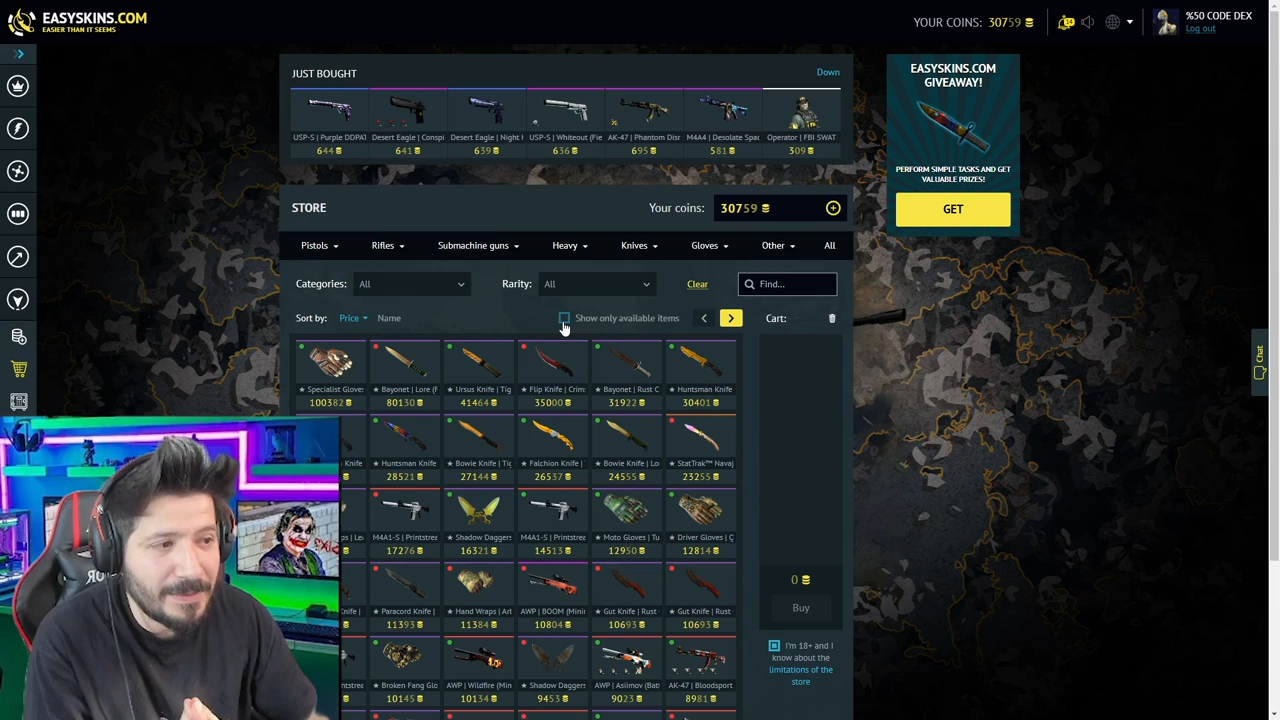 EASYSKINS.COM
EASIER THAN IT SEEMS
YOUR COINS: 30759
14
%50 CODE DEX
Log out
JUST BOUGHT
Down
USP-S | Purple DDPAT
Desert Eagle | Conspi
Desert Eagle | Night
USP-S | Whiteout (Fie
AK-47 | Phantom Disr
M4A4 | Desolate Spac
Operator | FBI SWAT
644
641
639
636
695
581
309
EASYSKINS.COM
GIVEAWAY!
PERFORM SIMPLE TASKS AND GET
VALUABLE PRIZES!
GET
STORE
Your coins: 30759
Pistols
Rifles
Submachine guns
Heavy
Knives
Gloves
Other
All
Categories: All
Rarity: All
Clear
Find...
Sort by: Price Name
Show only available items
Cart:
★ Specialist Glove
★ Bayonet | Lore (F
★ Ursus Knife | Tig
★ Flip Knife | Crim
★ Bayonet | Rust C
★ Huntsman Knife
100382
80130
41464
35000
31922
30401
Knife
★ Huntsman Knife
★ Bowie Knife | Tig
★ Falchion Knife |
★ Bowie Knife | Lo
★ StatTrak™ Navaj
28521
27144
26537
24555
23255
ps | Lea
M4A1-S | Printstrea
★ Shadow Daggers
M4A1-S | Printstrea
★ Moto Gloves | Tu
★ Driver Gloves |
17276
16321
14513
12950
12814
★ Paracord Knife |
★ Hand Wraps | Ar
AWP | BOOM (Mini
★ Gut Knife | Rust
★ Gut Knife | Rust
11393
11384
10804
10693
10693
intstrea
★ Broken Fang Glo
AWP | Wildfire (Min
★ Shadow Daggers
AWP | Asiimov (Bat
AK-47 | Bloodsport
10145
10134
9453
9023
8981
0
Buy
I'm 18+ and I
know about the
limitations of the
store
Chat